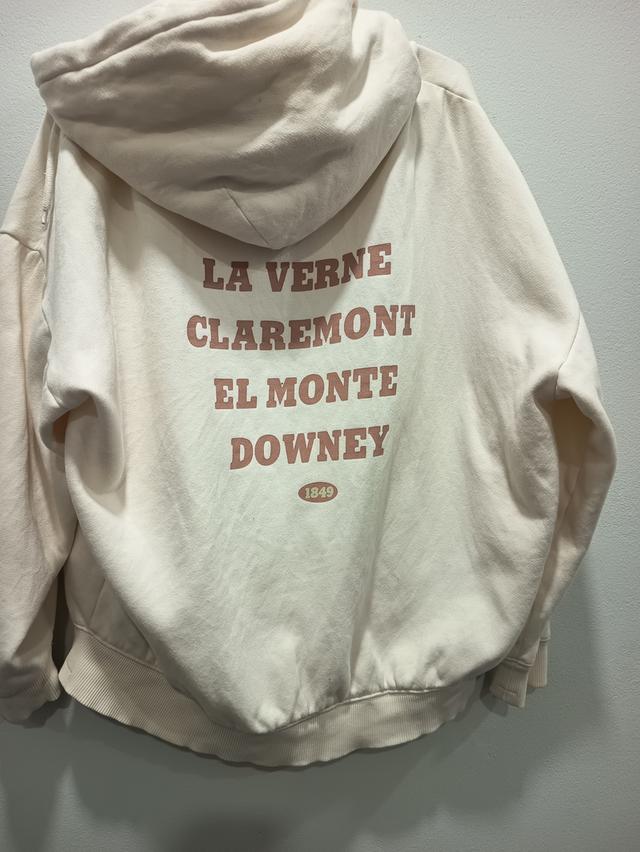 LA VERNE
CLAREMONT
EL MONTE
DOWNEY
1849